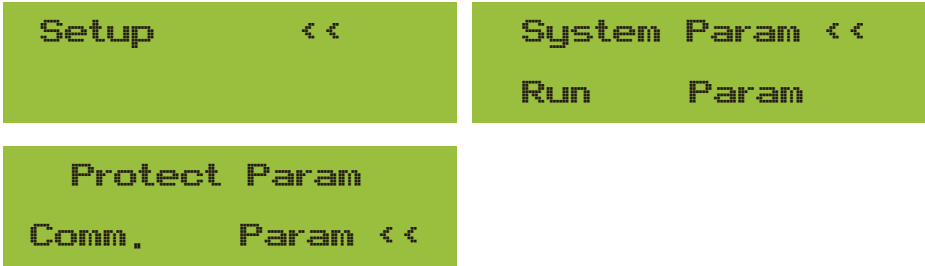 Setup <<
System Param <<
Run Param
Protect Param
Comm. Param <<